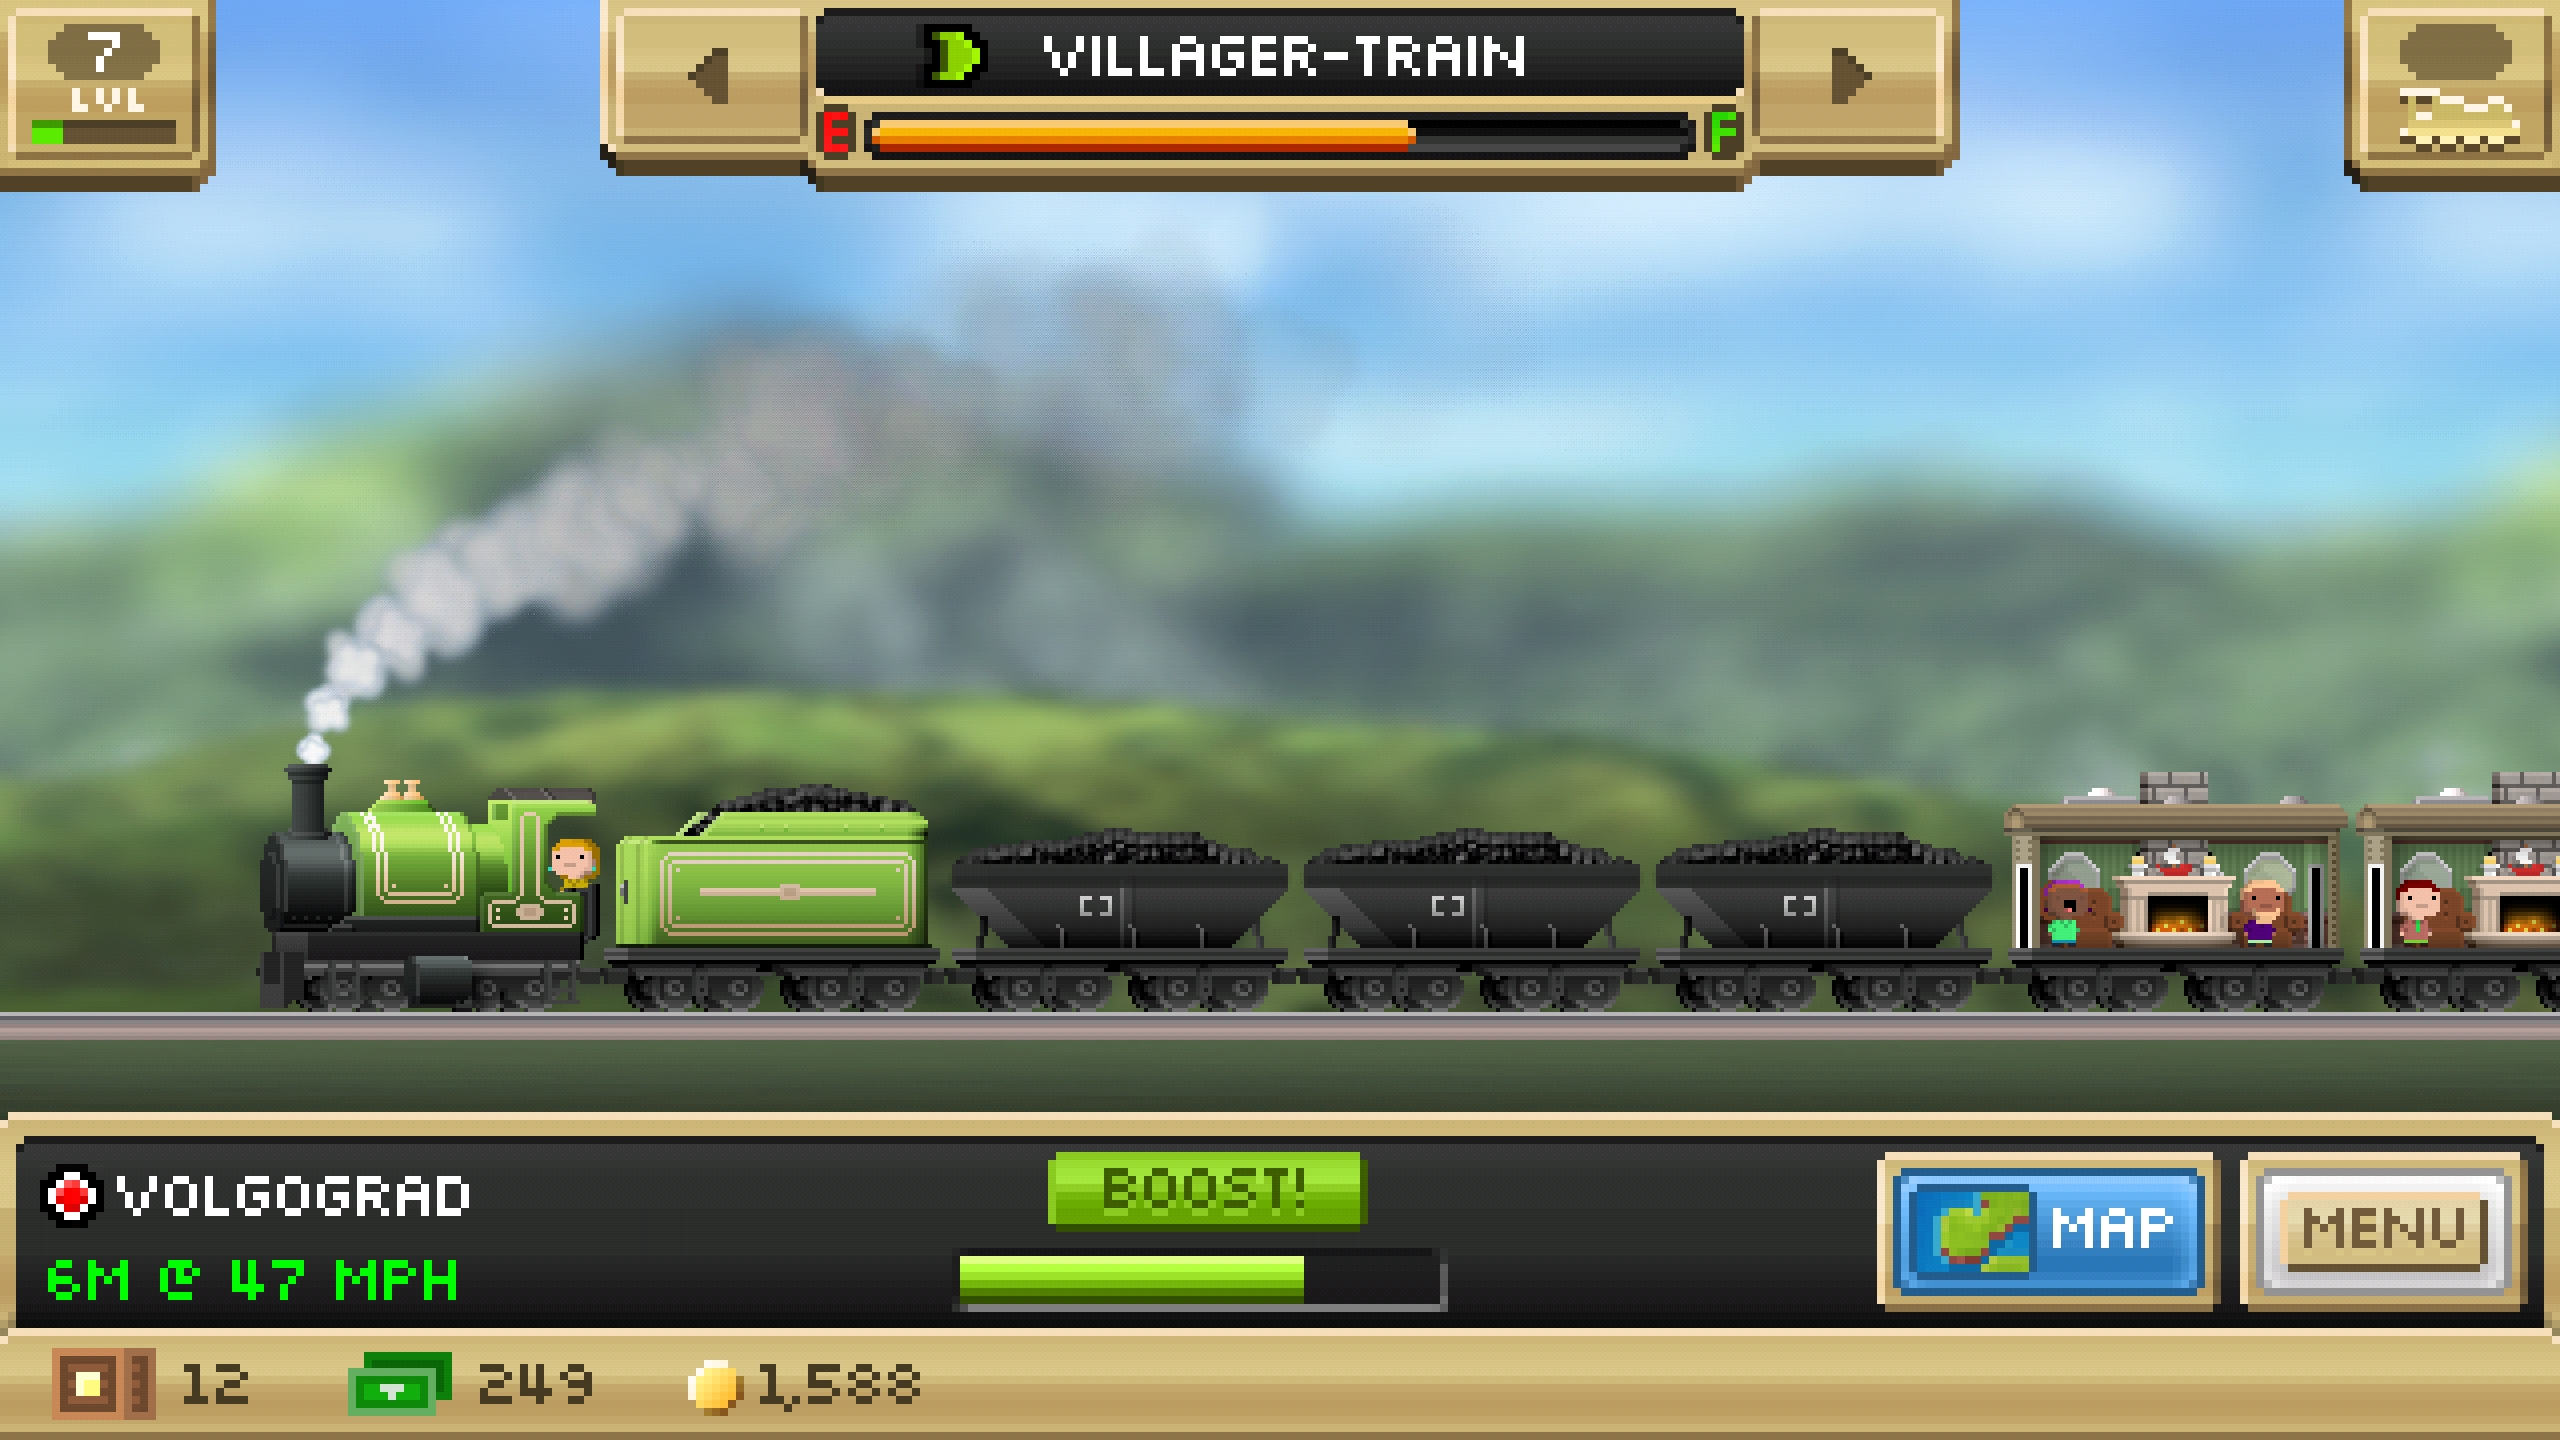 7
LVL
VILLAGER-TRAIN
E F
VOLGOGRAD
BOOST!
6M @ 47 MPH
MAP
MENU
12
249
1,588